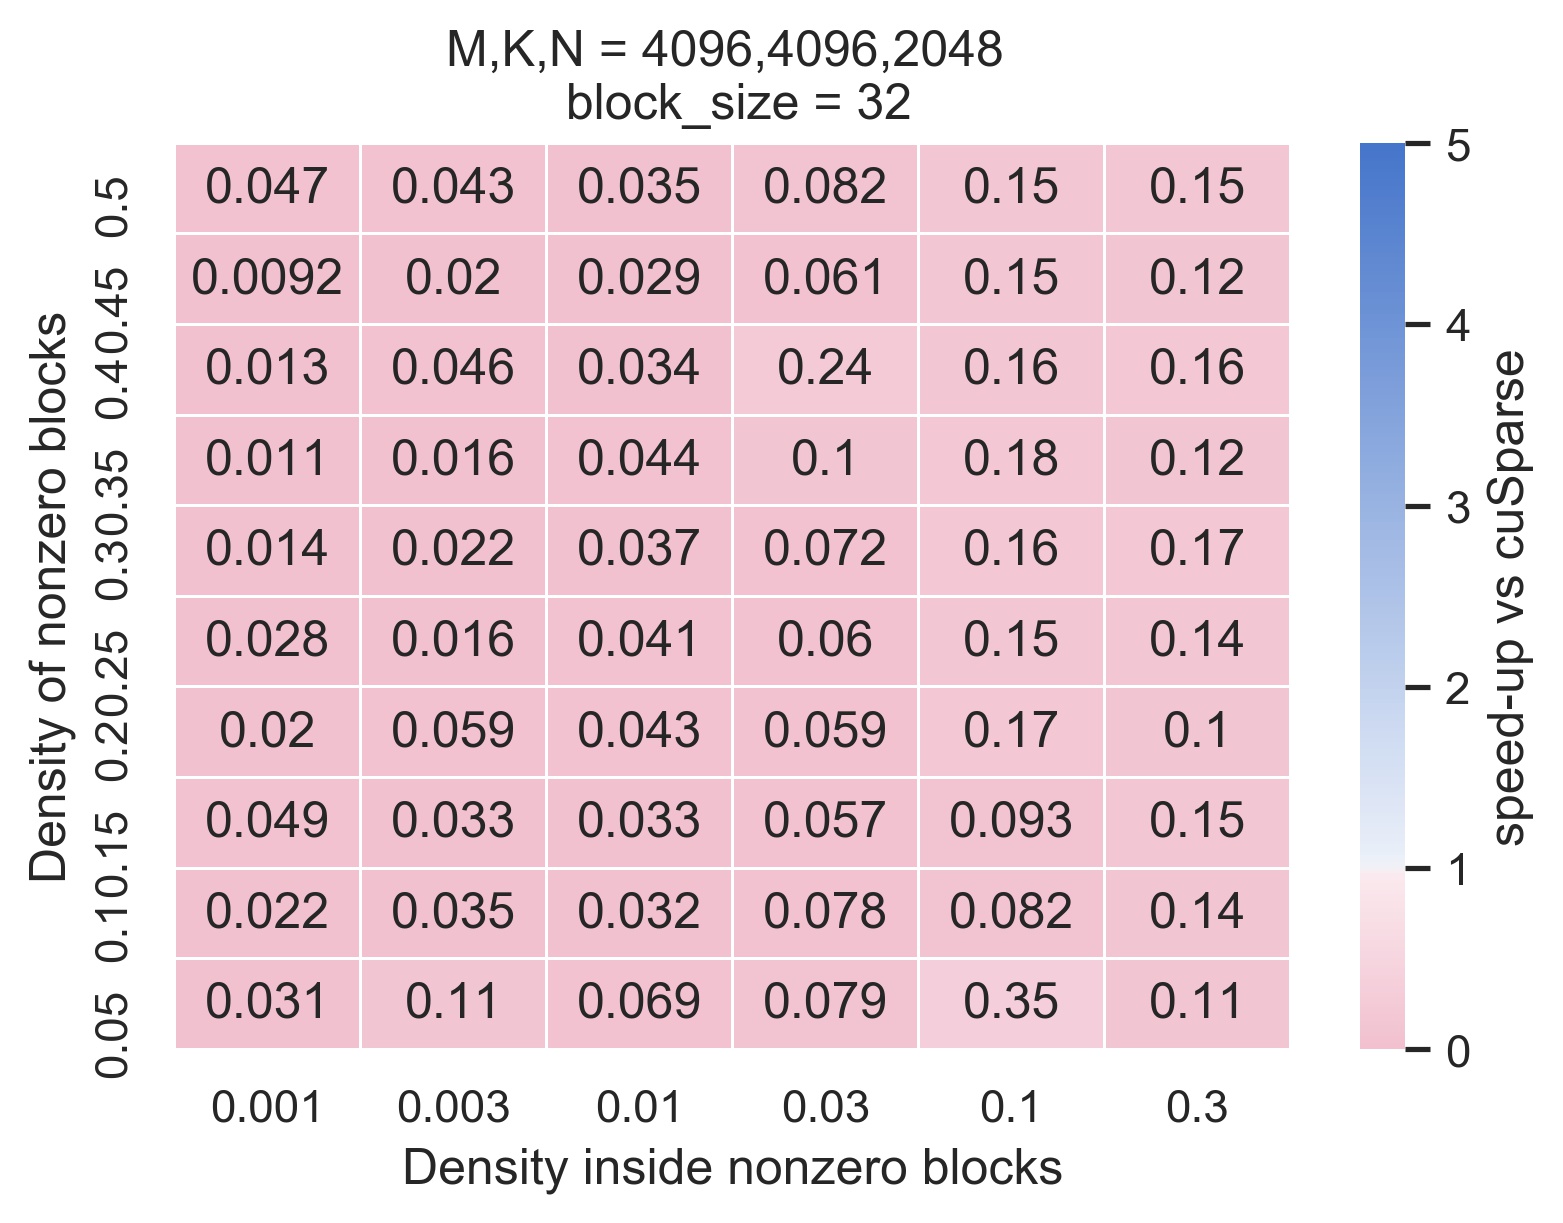 M,K,N = 4096,4096,2048
block_size = 32
Density of nonzero blocks
0.5 0.047 0.043 0.035 0.082 0.15 0.15
0.45 0.0092 0.02 0.029 0.061 0.15 0.12
0.4 0.013 0.046 0.034 0.24 0.16 0.16
0.35 0.011 0.016 0.044 0.1 0.18 0.12
0.3 0.014 0.022 0.037 0.072 0.16 0.17
0.25 0.028 0.016 0.041 0.06 0.15 0.14
0.2 0.02 0.059 0.043 0.059 0.17 0.1
0.15 0.049 0.033 0.033 0.057 0.093 0.15
0.1 0.022 0.035 0.032 0.078 0.082 0.14
0.05 0.031 0.11 0.069 0.079 0.35 0.11
0.001 0.003 0.01 0.03 0.1 0.3
Density inside nonzero blocks
5
4
3
2
1
0
speed-up vs cuSparse